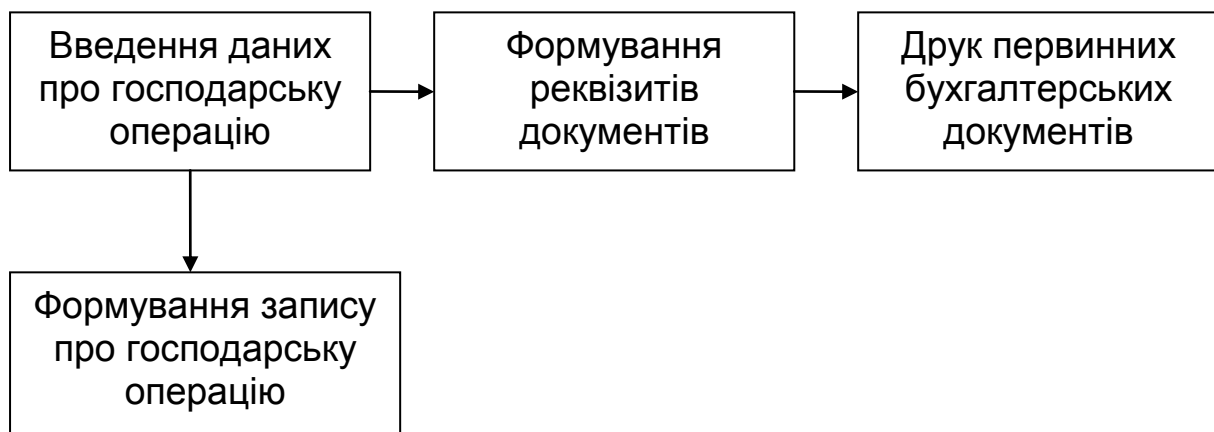 Введення даних
про господарську
операцію
Формування
реквізитів
документів
Друк первинних
бухгалтерських
документів
Формування запису
про господарську
операцію